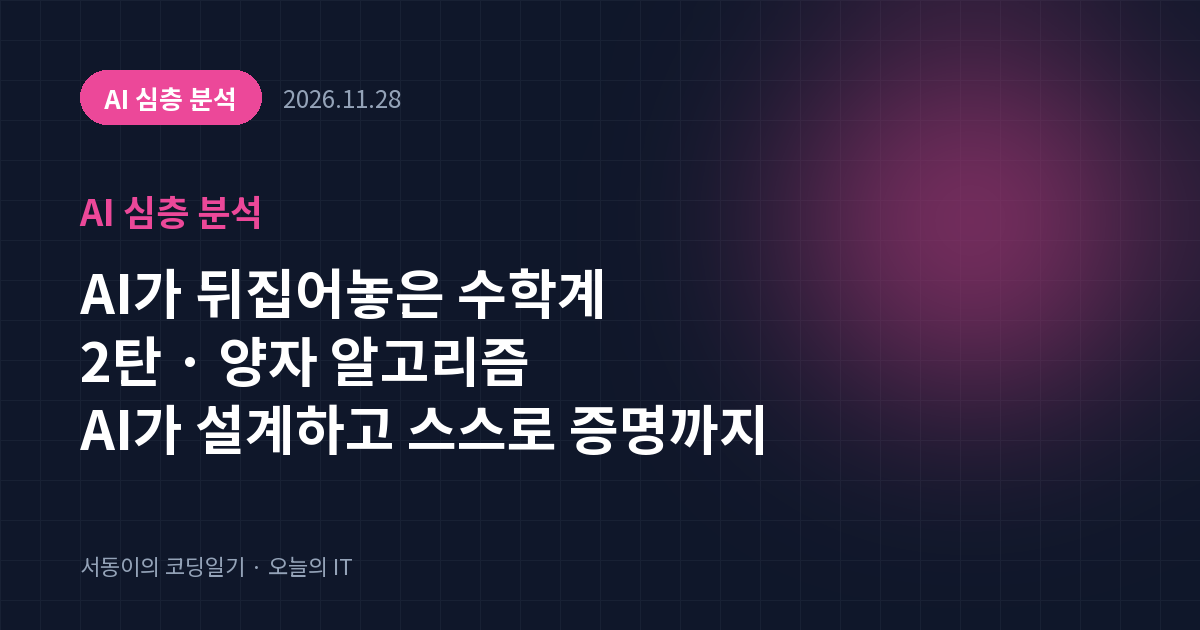 AI 심층 분석
2026.11.28
AI 심층 분석
AI가 뒤집어놓은 수학계
2탄 · 양자 알고리즘
AI가 설계하고 스스로 증명까지
서동이의 코딩일기 · 오늘의 IT